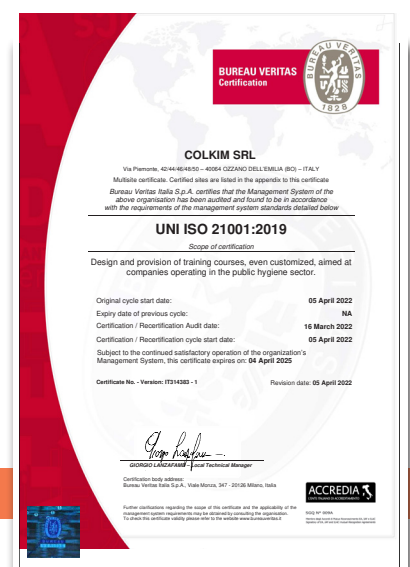 BUREAU VERITAS
Certification
BUREAU VERITAS
1828
COLKIM SRL
Via Piemonte, 42/44/46/48/50 – 40064 OZZANO DELL'EMILIA (BO) – ITALY
Multisite certificate. Certified sites are listed in the appendix to this certificate
Bureau Veritas Italia S.p.A. certifies that the Management System of the
above organisation has been audited and found to be in accordance
with the requirements of the management system standards detailed below
UNI ISO 21001:2019
Scope of certification
Design and provision of training courses, even customized, aimed at
companies operating in the public hygiene sector.
Original cycle start date: 05 April 2022
Expiry date of previous cycle: NA
Certification / Recertification Audit date: 16 March 2022
Certification / Recertification cycle start date: 05 April 2022
Subject to the continued satisfactory operation of the organization's
Management System, this certificate expires on: 04 April 2025
Certificate No. - Version: IT314383 - 1 Revision date: 05 April 2022
GIORGIO LANZAFAME – Local Technical Manager
Certification body address:
Bureau Veritas Italia S.p.A., Viale Monza, 347 - 20126 Milano, Italia
ACCREDIA
Further clarifications regarding the scope of this certificate and the applicability of the
management system requirements may be obtained by consulting the organisation.
To check this certificate validity please refer to the website www.bureauveritas.it